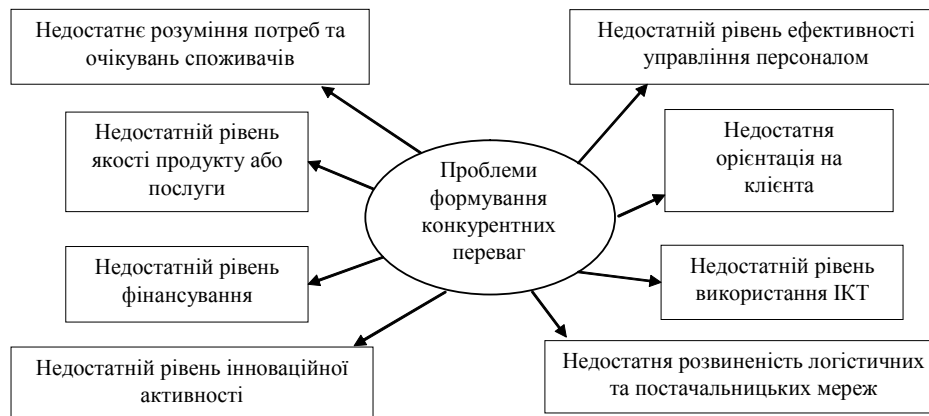 Недостатнє розуміння потреб та
очікувань споживачів
Недостатній рівень ефективності
управління персоналом
Недостатній рівень
якості продукту або
послуги
Проблеми
формування
конкурентних
переваг
Недостатня
орієнтація на
клієнта
Недостатній рівень
фінансування
Недостатній рівень
використання ІКТ
Недостатній рівень інноваційної
активності
Недостатня розвиненість логістичних
та постачальницьких мереж